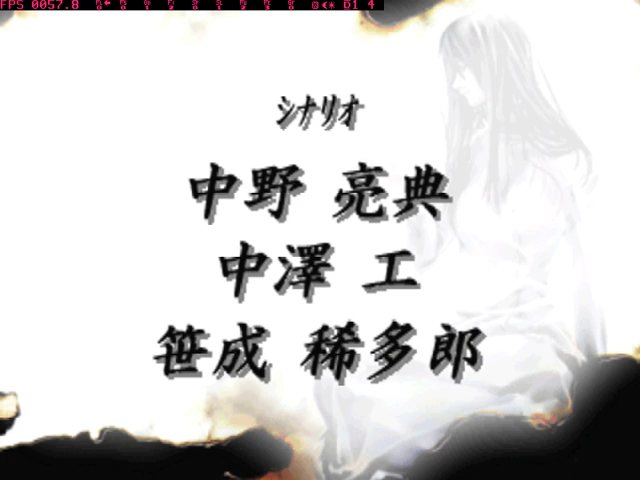 FPS 0057.8
シナリオ
中野 亮典
中澤 工
笹成 稀多郎